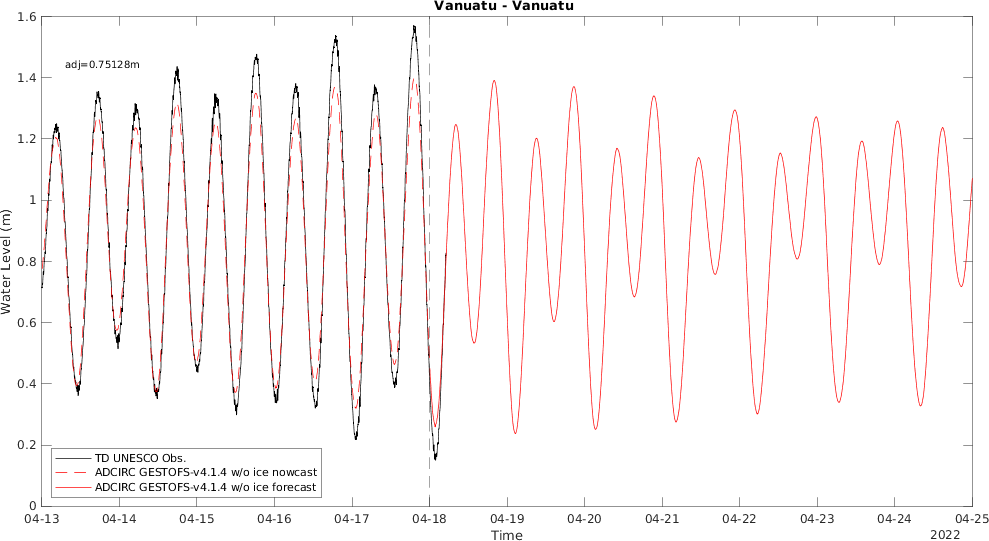 Vanuatu - Vanuatu
1.6
1.4
1.2
1
0.8
0.6
0.4
0.2
0
Water Level (m)
adj=0.75128m
TD UNESCO Obs.
ADCIRC GESTOFS-v4.1.4 w/o ice nowcast
ADCIRC GESTOFS-v4.1.4 w/o ice forecast
04-13 04-14 04-15 04-16 04-17 04-18 04-19 04-20 04-21 04-22 04-23 04-24 04-25
Time
2022